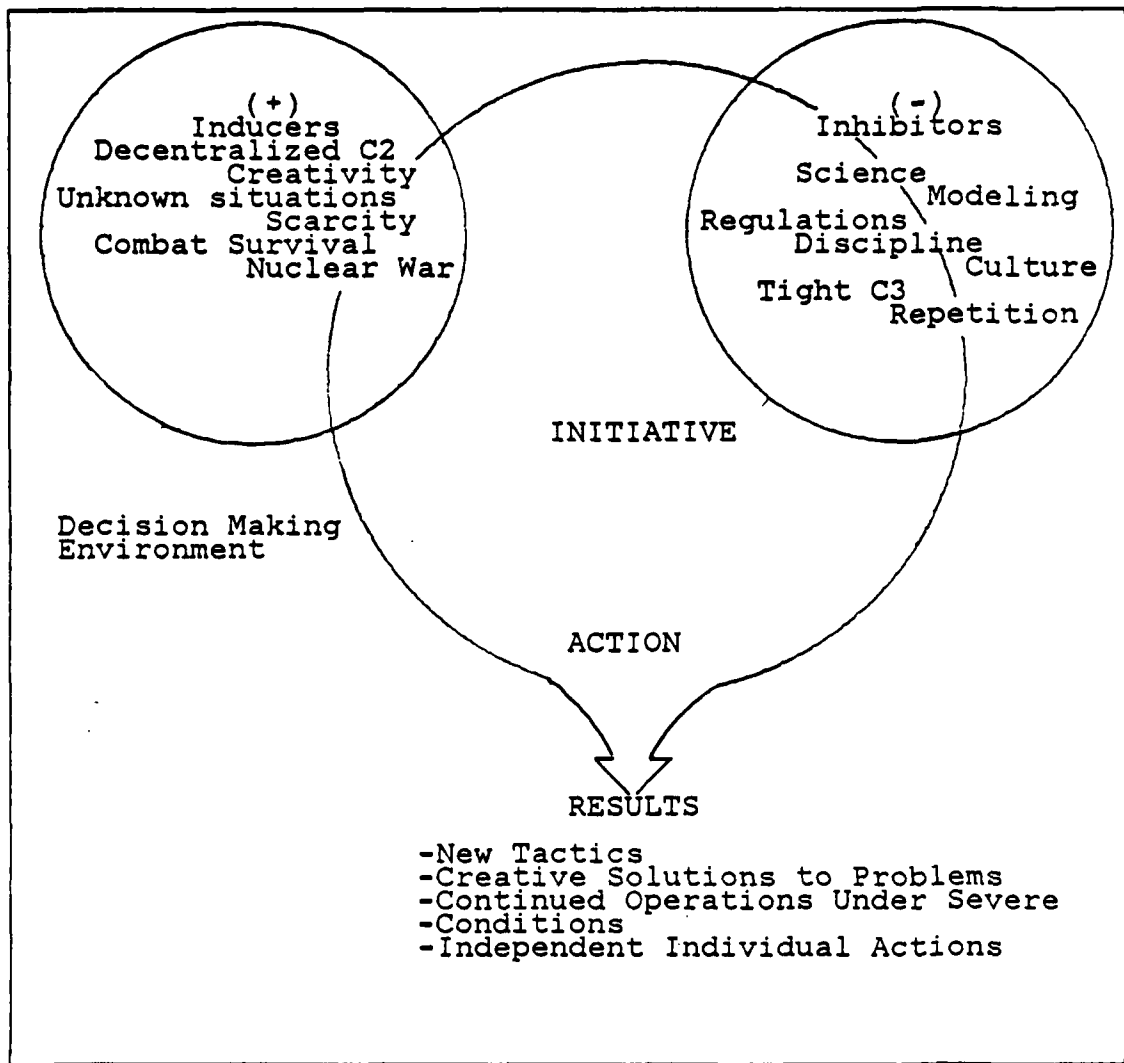 (+)
Inducers
Decentralized C2
Creativity
Unknown situations
Scarcity
Combat Survival
Nuclear War
(-)
Inhibitors
Science
Modeling
Regulations
Discipline
Culture
Tight C3
Repetition
INITIATIVE
Decision Making
Environment
ACTION
RESULTS
-New Tactics
-Creative Solutions to Problems
-Continued Operations Under Severe
-Conditions
-Independent Individual Actions